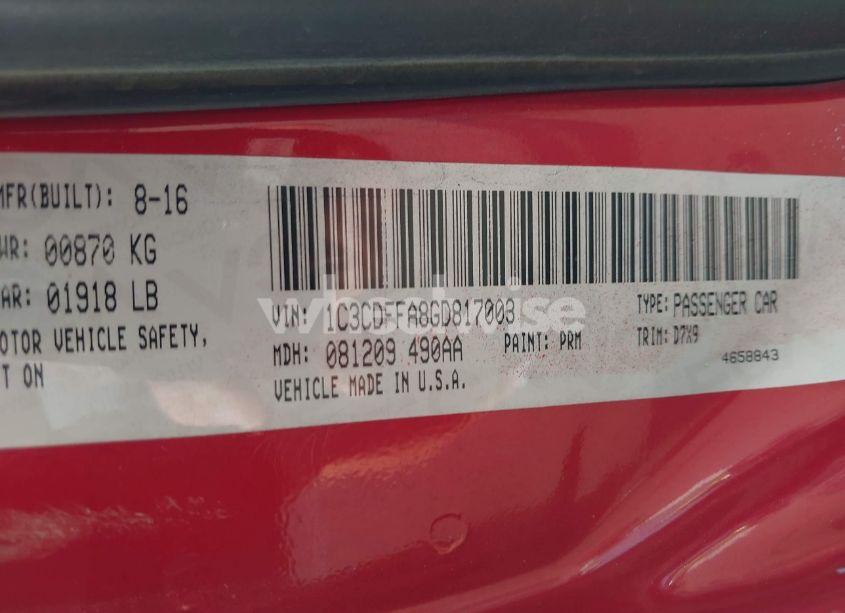 MFR(BUILT): 8-16
WR: 00870 KG
AR: 01918 LB
OTOR VEHICLE SAFETY,
T ON
VIN: 1C3CDFFA8GD817003
MDH: 081209 490AA PAINT: PRM
VEHICLE MADE IN U.S.A.
TYPE: PASSENGER CAR
TRIM: D7X9
4658843